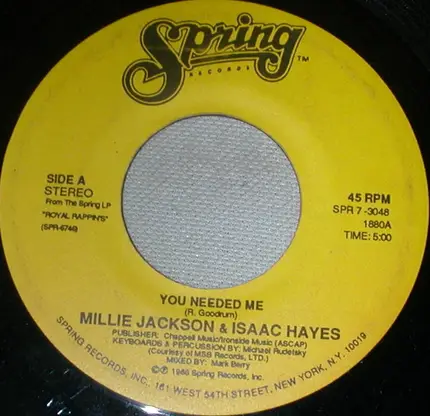 Spring
RECORDS
TM
SIDE A
STEREO
From The Spring LP
"ROYAL RAPPIN'S"
(SPR-6746)
45 RPM
SPR 7 -3048
1880A
TIME: 5:00
YOU NEEDED ME
(R. Goodrum)
MILLIE JACKSON & ISAAC HAYES
PUBLISHER: Chappell Music/Ironside Music (ASCAP)
KEYBOARDS & PERCUSSION BY: Michael Rudetsky
(Courtesy of MSB Records, LTD.)
MIXED BY: Mark Berry
©℗ 1986 Spring Records, Inc.
SPRING RECORDS, INC. 161 WEST 54TH STREET, NEW YORK, N.Y. 10019